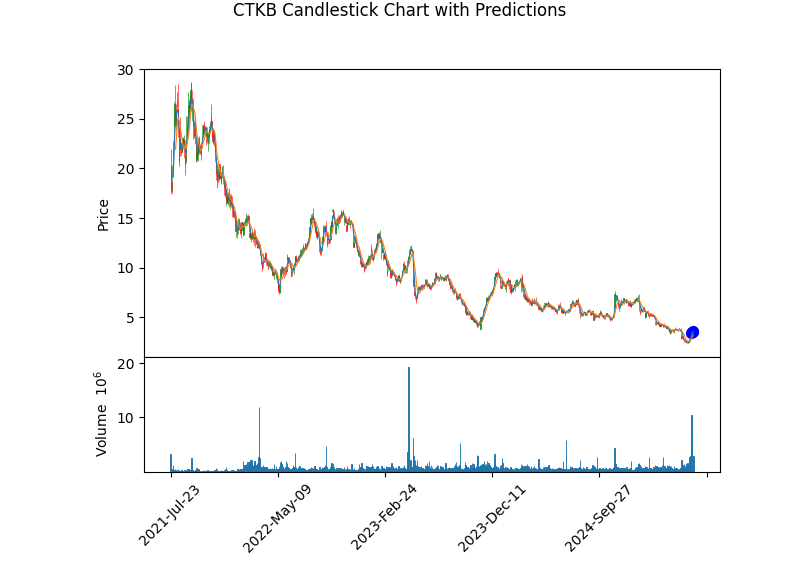 CTKB Candlestick Chart with Predictions
30
25
20
15
10
5
Price
20
10
Volume 10^6
2021-Jul-23
2022-May-09
2023-Feb-24
2023-Dec-11
2024-Sep-27